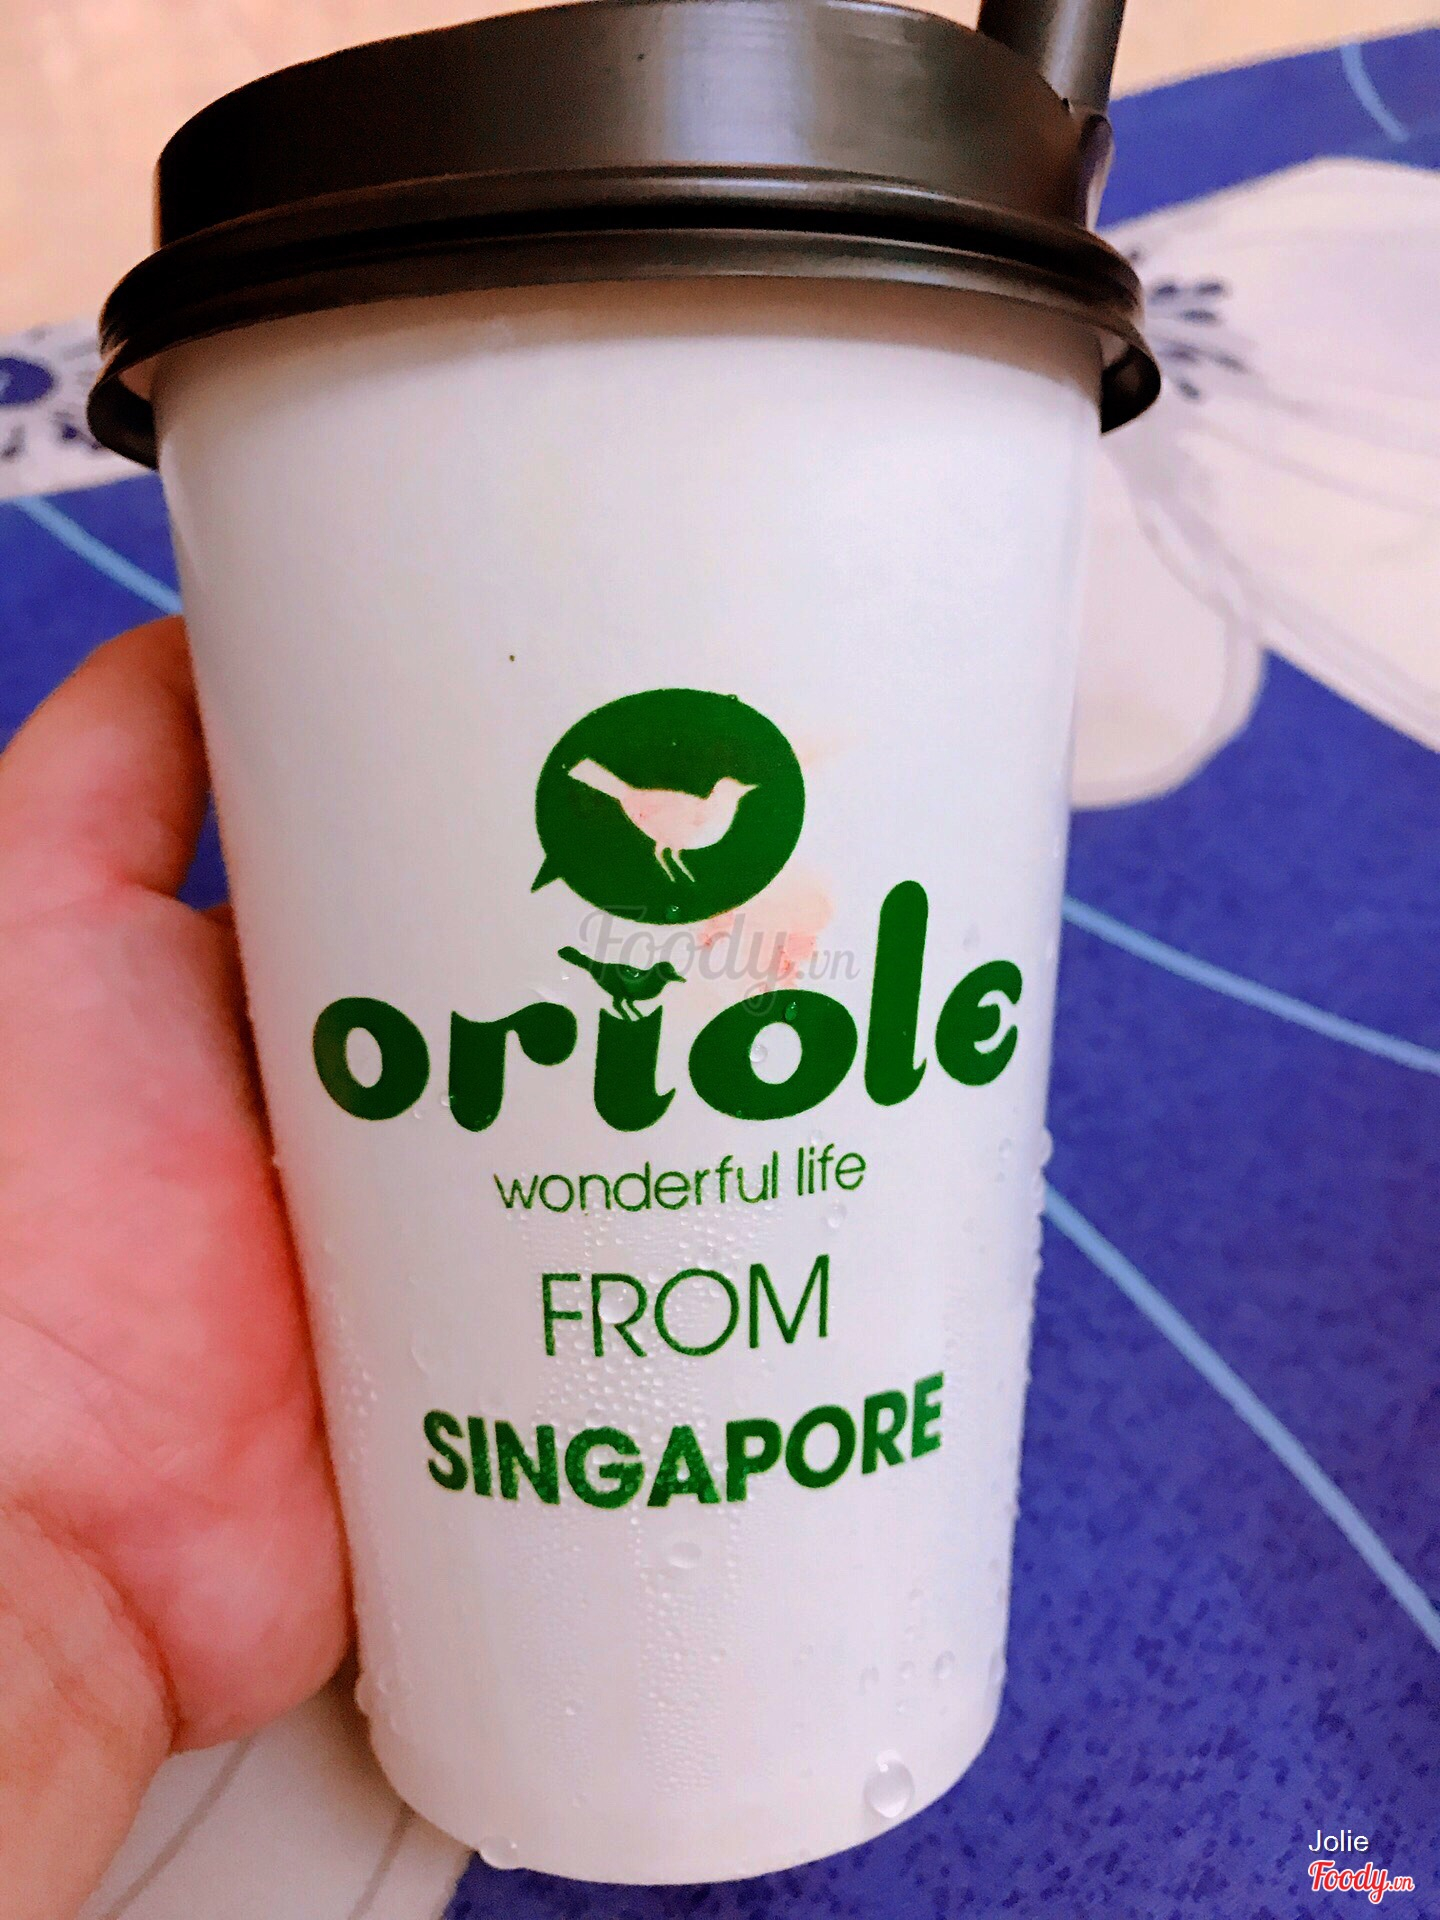 Foody.vn
oriole
wonderful life
FROM
SINGAPORE
Jolie
Foody.vn